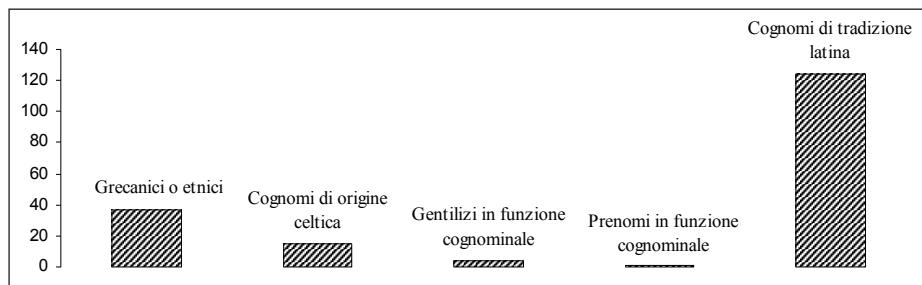 Cognomi di tradizione
latina
140
120
100
80
60
40
20
0
Grecanici o etnici
Cognomi di origine
celtica
Gentilizi in funzione
cognominale
Prenomi in funzione
cognominale